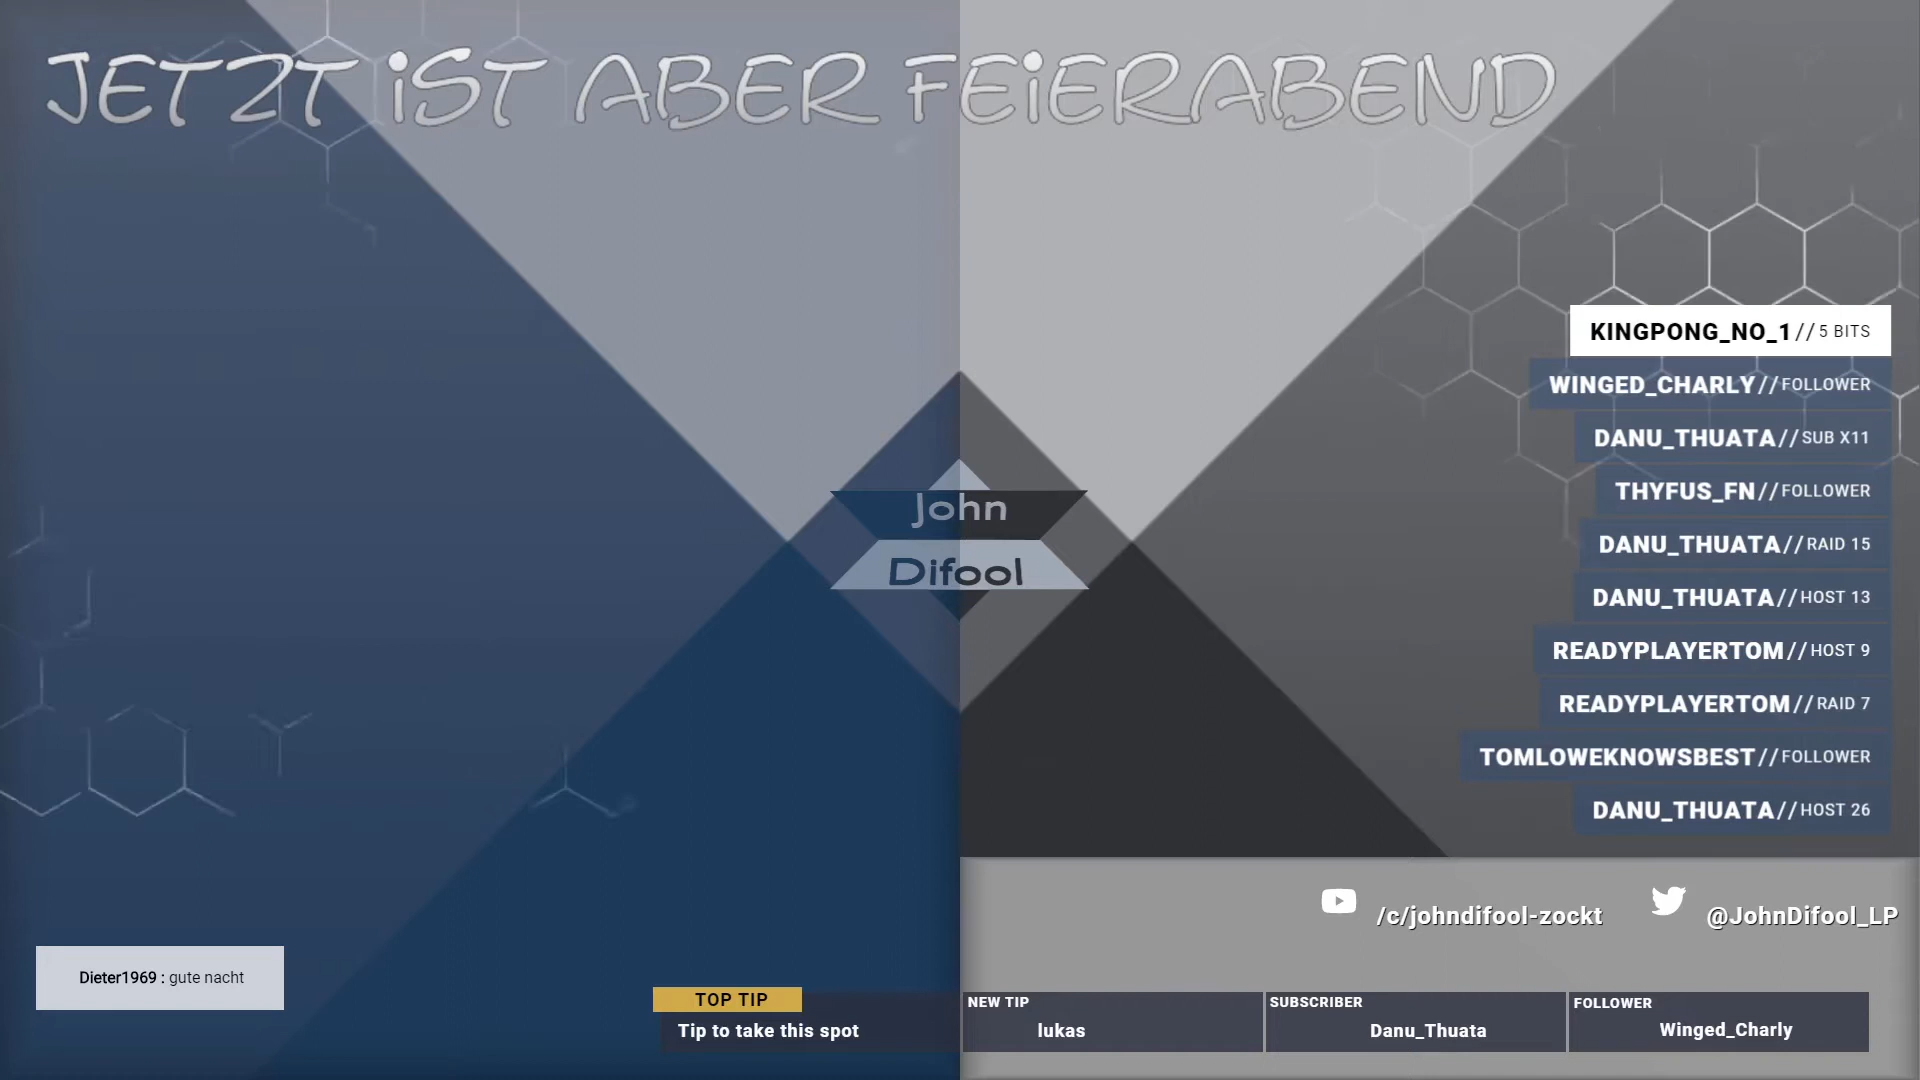 JETZT iST ABER FEiERABEND
KINGPONG_NO_1 // 5 BITS
WINGED_CHARLY // FOLLOWER
DANU_THUATA // SUB X11
THYFUS_FN // FOLLOWER
DANU_THUATA // RAID 15
DANU_THUATA // HOST 13
READYPLAYERTOM // HOST 9
READYPLAYERTOM // RAID 7
TOMLOWEKNOWSBEST // FOLLOWER
DANU_THUATA // HOST 26
John
Difool
/c/johndifool-zockt
@JohnDifool_LP
Dieter1969 : gute nacht
TOP TIP
Tip to take this spot
NEW TIP
lukas
SUBSCRIBER
Danu_Thuata
FOLLOWER
Winged_Charly